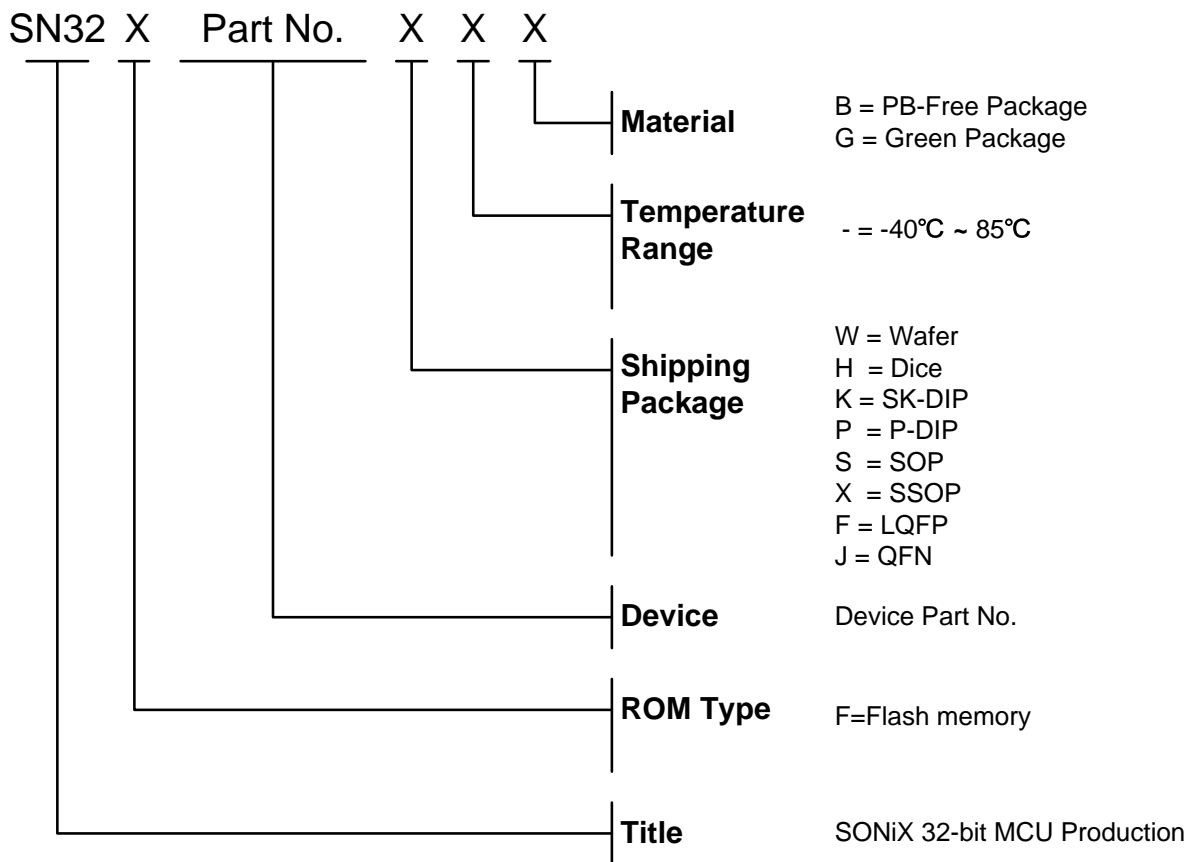 SN32 X Part No. X X X
Material
B = PB-Free Package
G = Green Package
Temperature
Range
- = -40℃ ~ 85℃
Shipping
Package
W = Wafer
H = Dice
K = SK-DIP
P = P-DIP
S = SOP
X = SSOP
F = LQFP
J = QFN
Device
Device Part No.
ROM Type
F=Flash memory
Title
SONiX 32-bit MCU Production